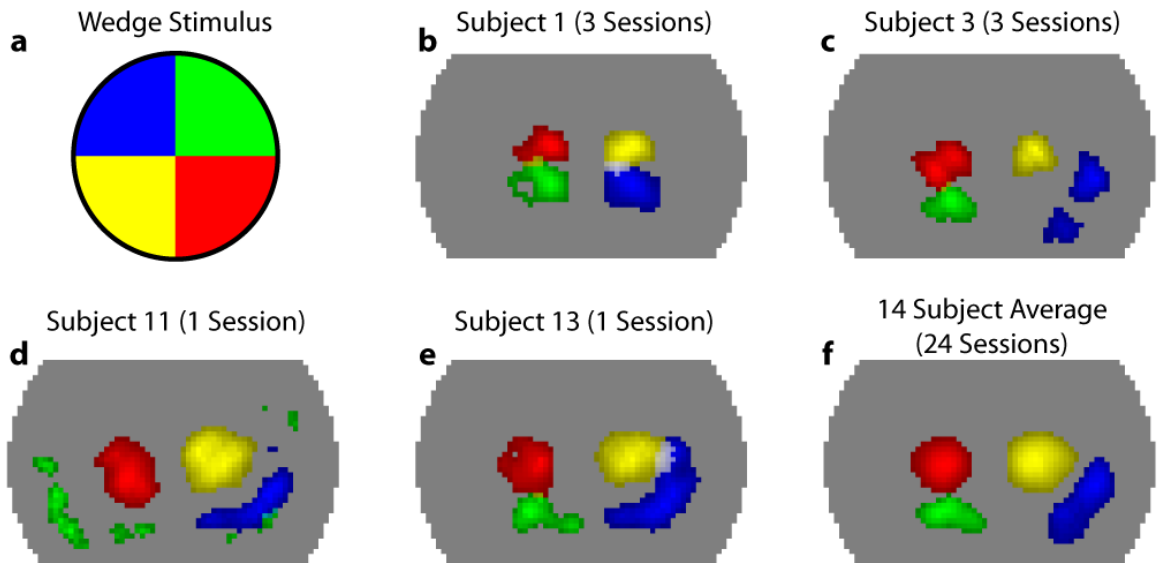 a
Wedge Stimulus
b
Subject 1 (3 Sessions)
c
Subject 3 (3 Sessions)
d
Subject 11 (1 Session)
e
Subject 13 (1 Session)
f
14 Subject Average
(24 Sessions)